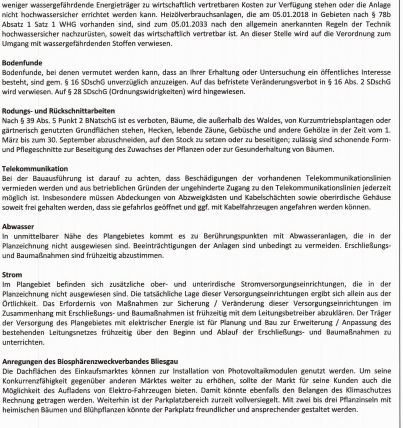 weniger wassergefährdende Energieträger zu wirtschaftlich vertretbaren Kosten zur Verfügung stehen oder die Anlage
nicht hochwassersicher errichtet werden kann. Heizölverbrauchsanlagen, die am 05.01.2018 in Gebieten nach § 78b
Absatz 1 Satz 1 WHG vorhanden sind, sind zum 05.01.2033 nach den allgemein anerkannten Regeln der Technik
hochwassersicher nachzurüsten, soweit das wirtschaftlich vertretbar ist. An dieser Stelle wird auf die Verordnung zum
Umgang mit wassergefährdenden Stoffen verwiesen.
Bodenfunde
Bodenfunde, bei denen vermutet werden kann, dass an Ihrer Erhaltung oder Untersuchung ein öffentliches Interesse
besteht, sind gem. § 16 SDschG unverzüglich anzuzeigen. Auf das befristete Veränderungsverbot in § 16 Abs. 2 SDschG
wird verwiesen. Auf § 28 SDschG (Ordnungswidrigkeiten) wird hingewiesen.
Rodungs- und Rückschnittarbeiten
Nach § 39 Abs. 5 Punkt 2 BNatschG ist es verboten, Bäume, die außerhalb des Waldes, von Kurzumtriebsplantagen oder
gärtnerisch genutzten Grundflächen stehen, Hecken, lebende Zäune, Gebüsche und andere Gehölze in der Zeit vom 1.
März bis zum 30. September abzuschneiden, auf den Stock zu setzen oder zu beseitigen; zulässig sind schonende Form-
und Pflegeschnitte zur Beseitigung des Zuwachses der Pflanzen oder zur Gesunderhaltung von Bäumen.
Telekommunikation
Bei der Bauausführung ist darauf zu achten, dass Beschädigungen der vorhandenen Telekommunikationslinien
vermieden werden und aus betrieblichen Gründen der ungehinderte Zugang zu den Telekommunikationslinien jederzeit
möglich ist. Insbesondere müssen Abdeckungen von Abzweigkästen und Kabelschächten sowie oberirdische Gehäuse
soweit frei gehalten werden, dass sie gefahrlos geöffnet und ggf. mit Kabelfahrzeugen angefahren werden können.
Abwasser
In unmittelbarer Nähe des Plangebietes kommt es zu Berührungspunkten mit Abwasseranlagen, die in der
Planzeichnung nicht ausgewiesen sind. Beeinträchtigungen der Anlagen sind unbedingt zu vermeiden. Erschließungs-
und Baumaßnahmen sind frühzeitig abzustimmen.
Strom
Im Plangebiet befinden sich zusätzliche ober- und unterirdische Stromversorgungseinrichtungen, die in der
Planzeichnung nicht ausgewiesen sind. Die tatsächliche Lage dieser Versorgungseinrichtungen ergibt sich allein aus der
Örtlichkeit. Das Erfordernis von Maßnahmen zur Sicherung / Veränderung dieser Versorgungseinrichtungen im
Zusammenhang mit Erschließungs- und Baumaßnahmen ist frühzeitig mit dem Leitungsbetreiber abzuklären. Der Träger
der Versorgung des Plangebietes mit elektrischer Energie ist für Planung und Bau zur Erweiterung / Anpassung des
bestehenden Leitungsnetzes frühzeitig über den Beginn und Ablauf der Erschließungs- und Baumaßnahmen zu
unterrichten.
Anregungen des Biosphärenzweckverbandes Bliesgau
Die Dachflächen des Einkaufsmarktes können zur Installation von Photovoltaikmodulen genutzt werden. Um seine
Konkurrenzfähigkeit gegenüber anderen Märktes weiter zu erhöhen, sollte der Markt für seine Kunden auch die
Möglichkeit des Aufladens von Elektro-Fahrzeugen bieten. Damit könnte ebenfalls den Belangen des Klimaschutzes
Rechnung getragen werden. Weiterhin ist der Parkplatzbereich zurzeit vollversiegelt. Mit zwei bis drei Pflanzinseln mit
heimischen Bäumen und Blühpflanzen könnte der Parkplatz freundlicher und ansprechender gestaltet werden.